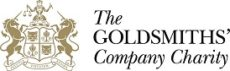 The
GOLDSMITHS'
Company Charity